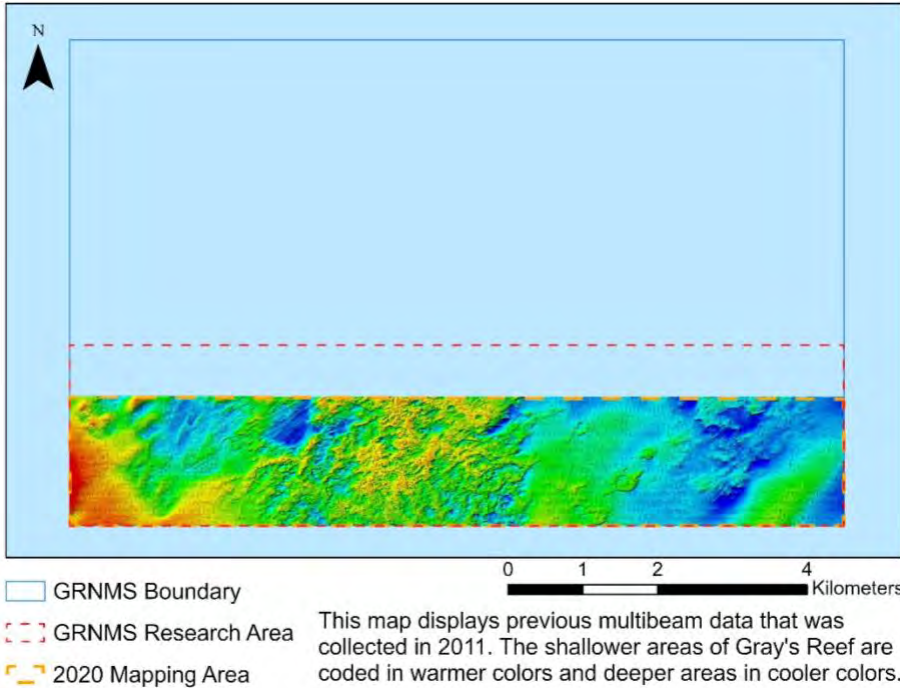 N
0 1 2 4
Kilometers
GRNMS Boundary
GRNMS Research Area
2020 Mapping Area
This map displays previous multibeam data that was
collected in 2011. The shallower areas of Gray's Reef are
coded in warmer colors and deeper areas in cooler colors.